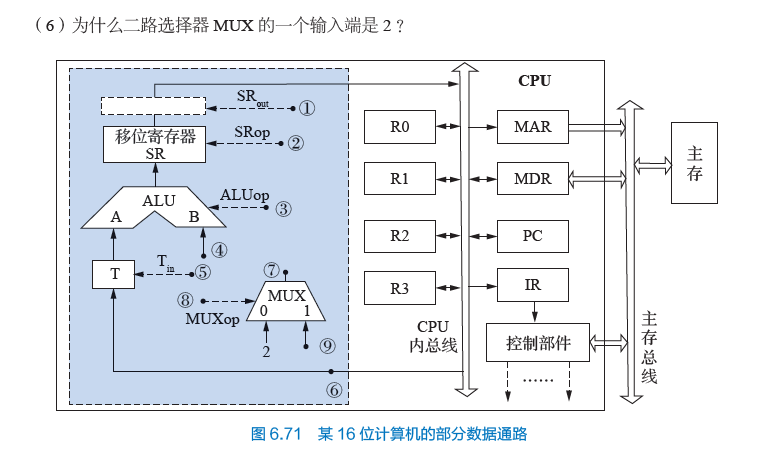 （6）为什么二路选择器 MUX 的一个输入端是 2？
CPU
SRout
①
移位寄存器
SR
SRop
②
R0
MAR
主存
R1
MDR
ALU
A
B
ALUop
③
④
R2
PC
T
Tin
⑤
⑦
⑧
MUXop
MUX
0
1
2
⑨
R3
IR
CPU
内总线
控制部件
……
主存总线
⑥
图 6.71 某 16 位计算机的部分数据通路